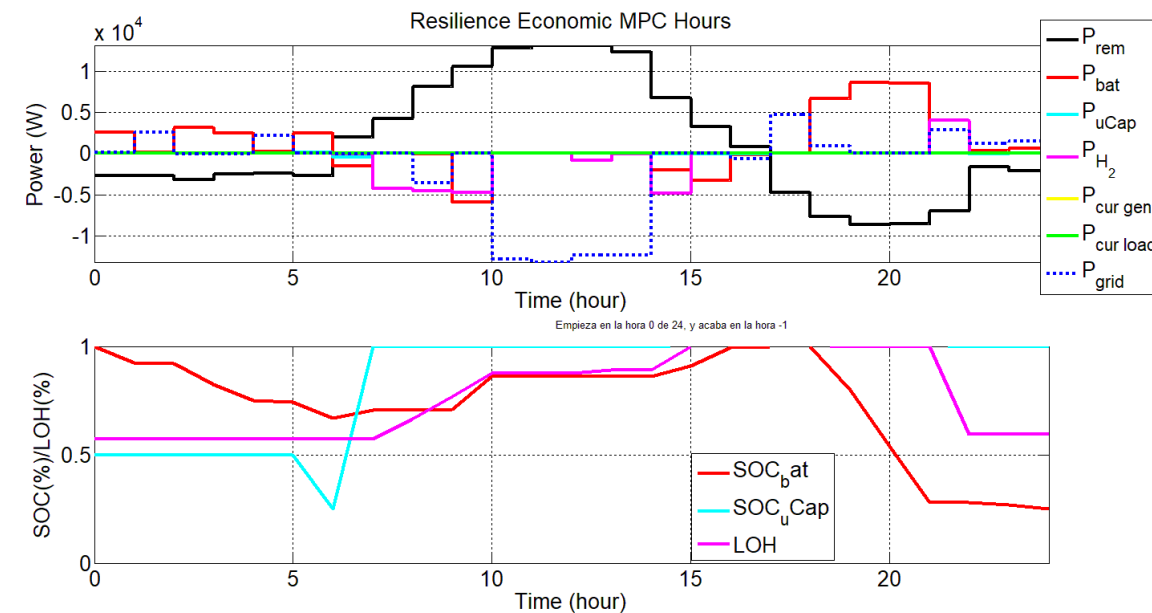 Resilience Economic MPC Hours
x 10^4
1
0.5
0
-0.5
-1
Power (W)
0 5 10 15 20
Time (hour)
P_rem
P_bat
P_uCap
P_H_2
P_cur gen
P_cur load
P_grid
Empieza en la hora 0 de 24, y acaba en la hora -1
1
0.5
0
SOC(%)/LOH(%)
0 5 10 15 20
Time (hour)
SOC_bat
SOC_uCap
LOH